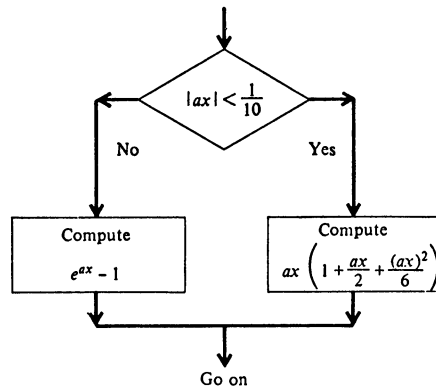 |ax| < 1/10
No
Yes
Compute
e^{ax} - 1
Compute
ax (1 + ax/2 + (ax)^2/6)
Go on